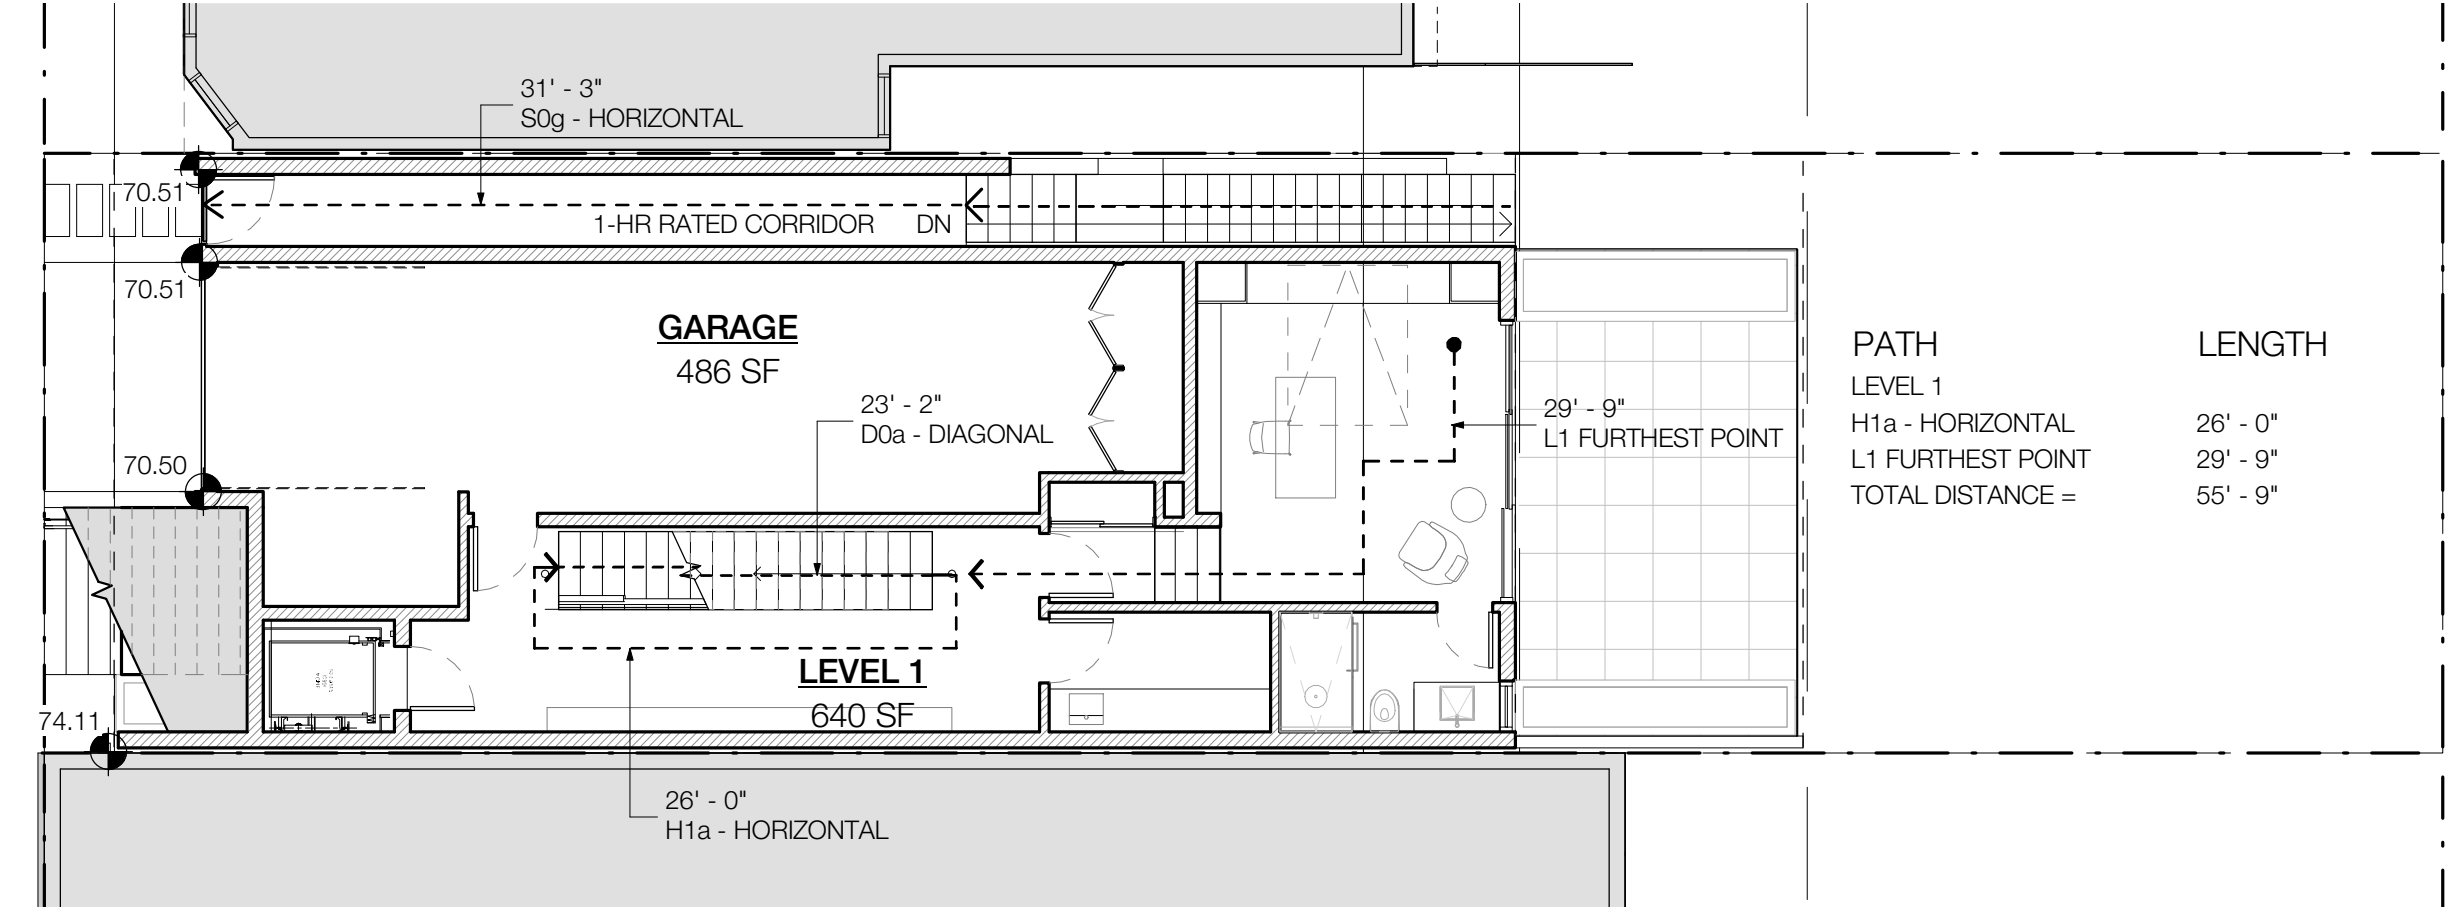 31' - 3"
S0g - HORIZONTAL
70.51
1-HR RATED CORRIDOR DN
70.51
GARAGE
486 SF
23' - 2"
D0a - DIAGONAL
29' - 9"
L1 FURTHEST POINT
70.50
LEVEL 1
640 SF
74.11
26' - 0"
H1a - HORIZONTAL
PATH LENGTH
LEVEL 1
H1a - HORIZONTAL 26' - 0"
L1 FURTHEST POINT 29' - 9"
TOTAL DISTANCE = 55' - 9"